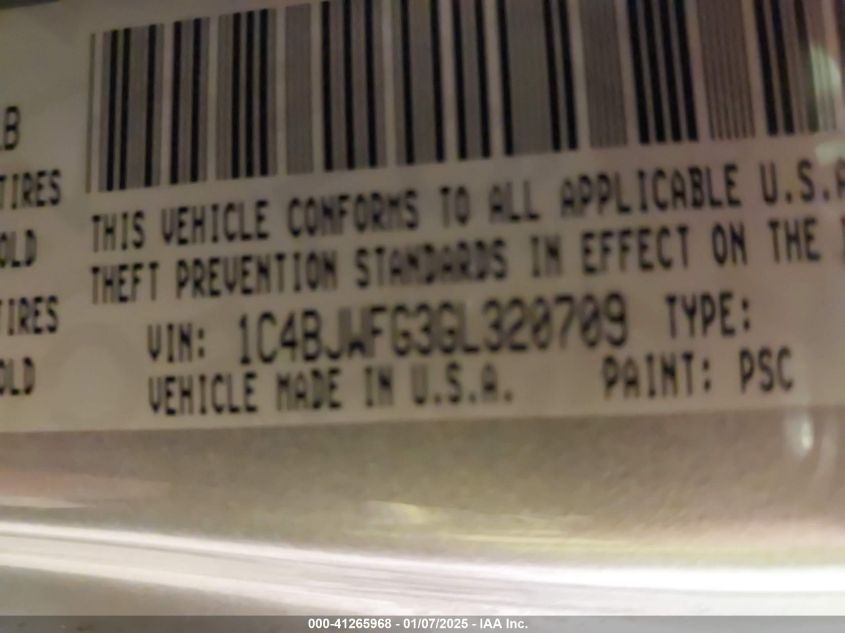 LB
TIRES
OLD
TIRES
OLD
THIS VEHICLE CONFORMS TO ALL APPLICABLE U.S.A
THEFT PREVENTION STANDARDS IN EFFECT ON THE
VIN: 1C4BJWFG3GL320709 TYPE:
VEHICLE MADE IN U.S.A. PAINT: PSC
000-41265968 - 01/07/2025 - IAA Inc.